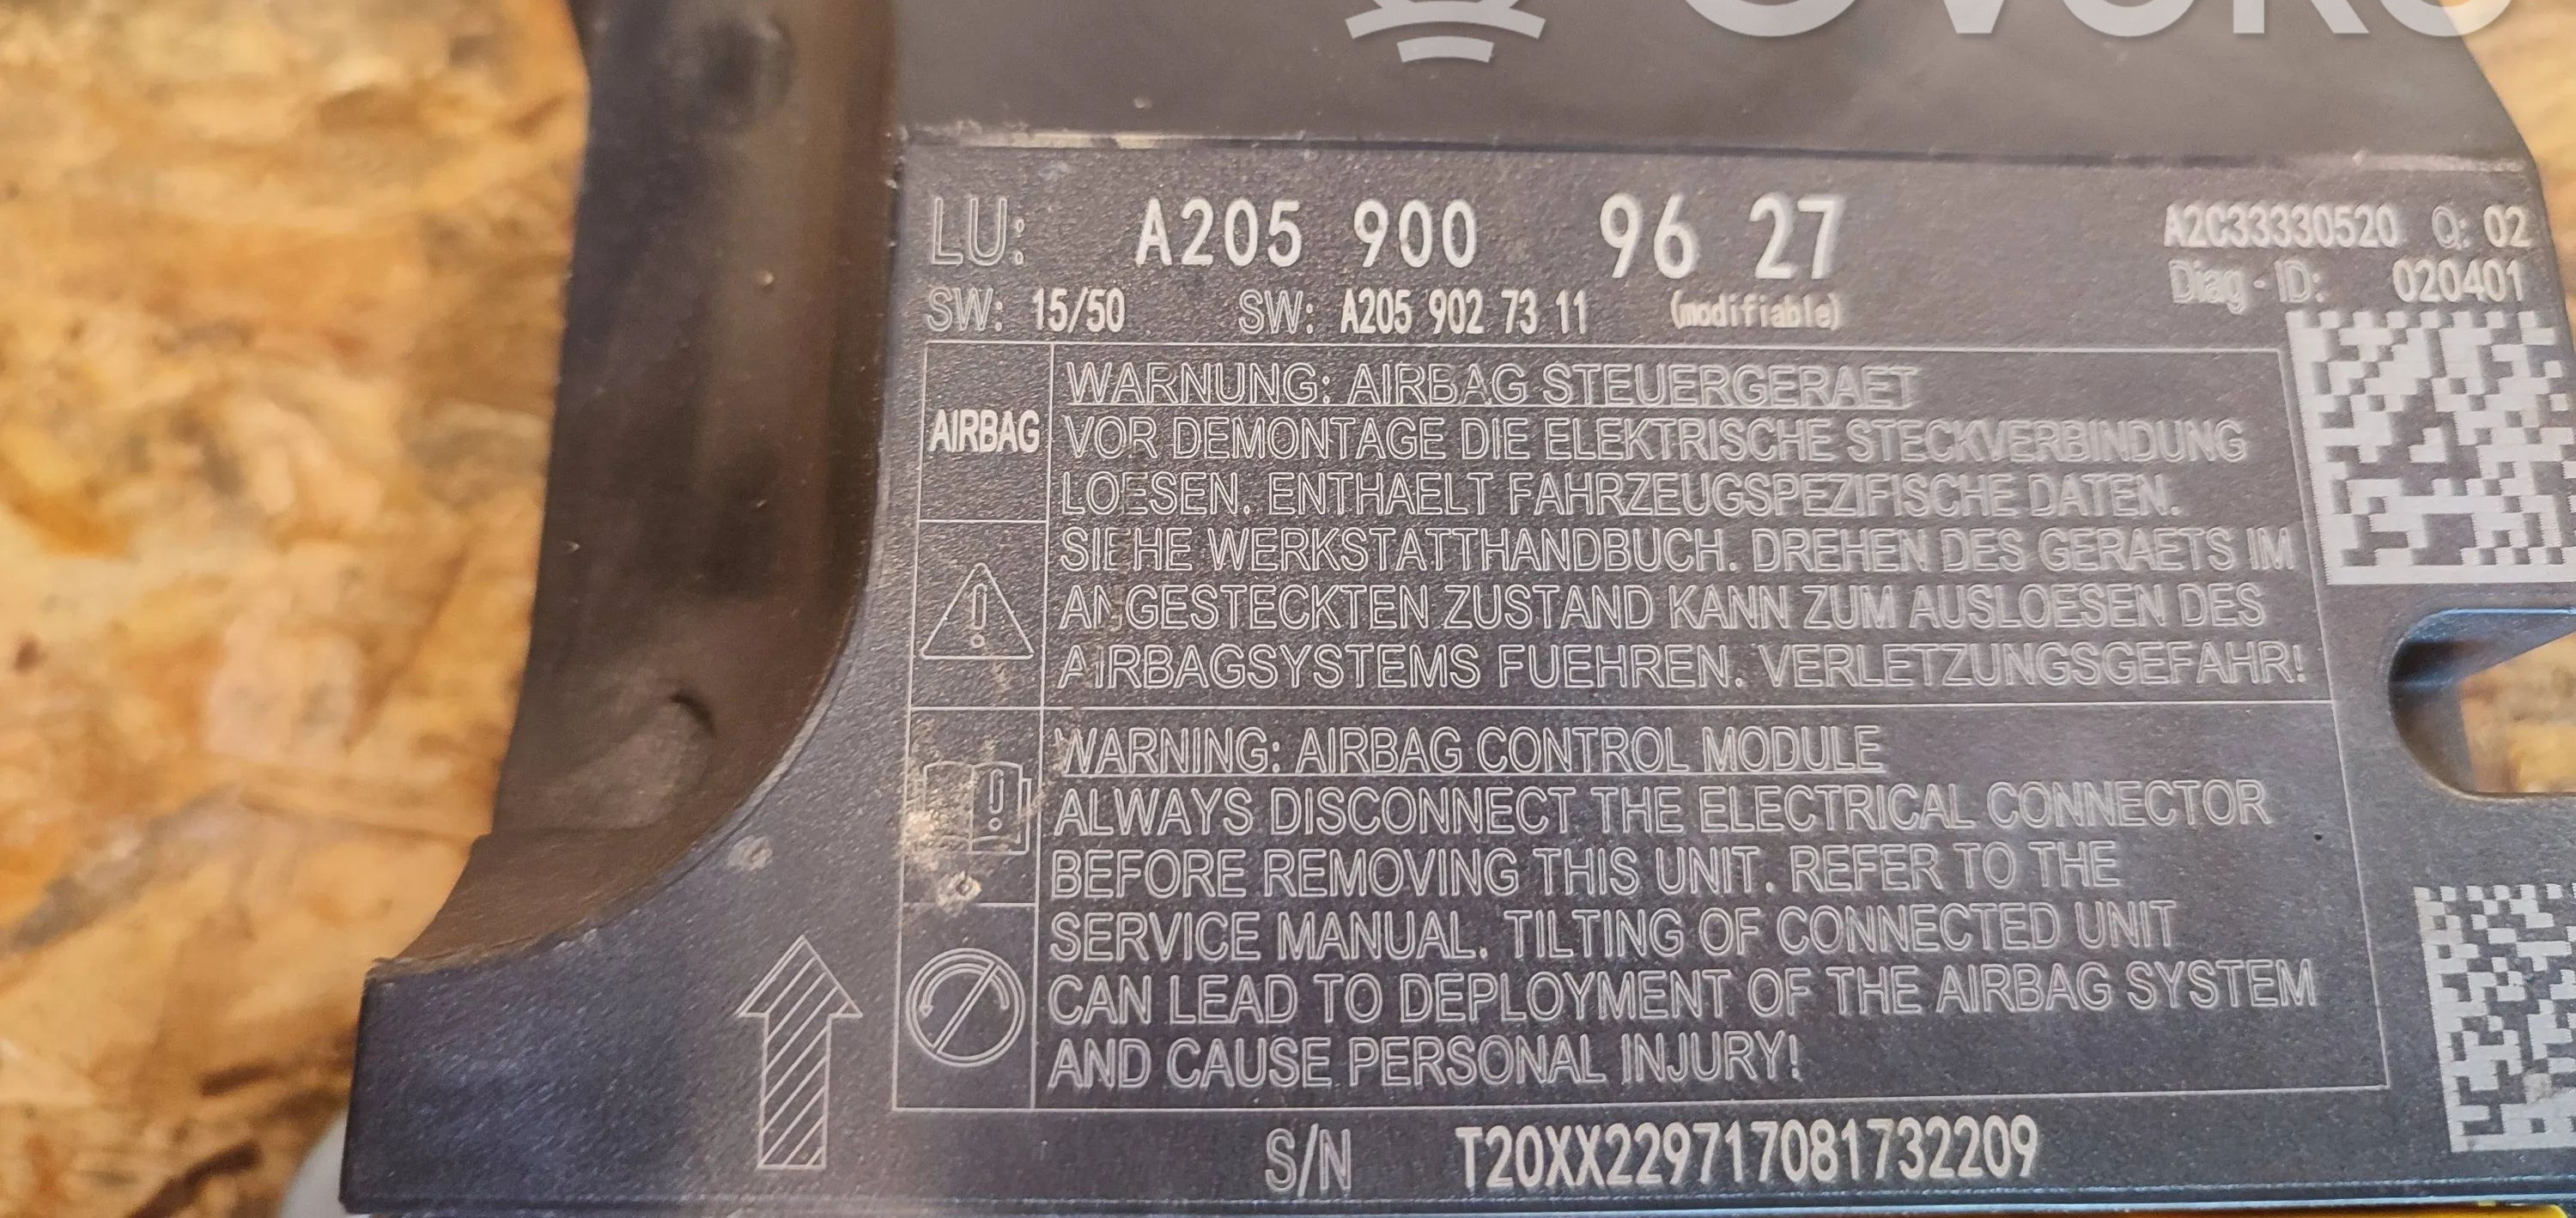 LU: A205 900 96 27
A2C33330520 Q: 02
SW: 15/50 SW: A205 902 73 11 (modifiable)
Diag-ID: 020401
AIRBAG
WARNUNG: AIRBAG STEUERGERAET
VOR DEMONTAGE DIE ELEKTRISCHE STECKVERBINDUNG
LOESEN. ENTHAELT FAHRZEUGSPEZIFISCHE DATEN.
SIEHE WERKSTATTHANDBUCH. DREHEN DES GERAETS IM
ANGESTECKTEN ZUSTAND KANN ZUM AUSLOESEN DES
AIRBAGSYSTEMS FUEHREN. VERLETZUNGSGEFAHR!
WARNING: AIRBAG CONTROL MODULE
ALWAYS DISCONNECT THE ELECTRICAL CONNECTOR
BEFORE REMOVING THIS UNIT. REFER TO THE
SERVICE MANUAL. TILTING OF CONNECTED UNIT
CAN LEAD TO DEPLOYMENT OF THE AIRBAG SYSTEM
AND CAUSE PERSONAL INJURY!
S/N T20XX229717081732209